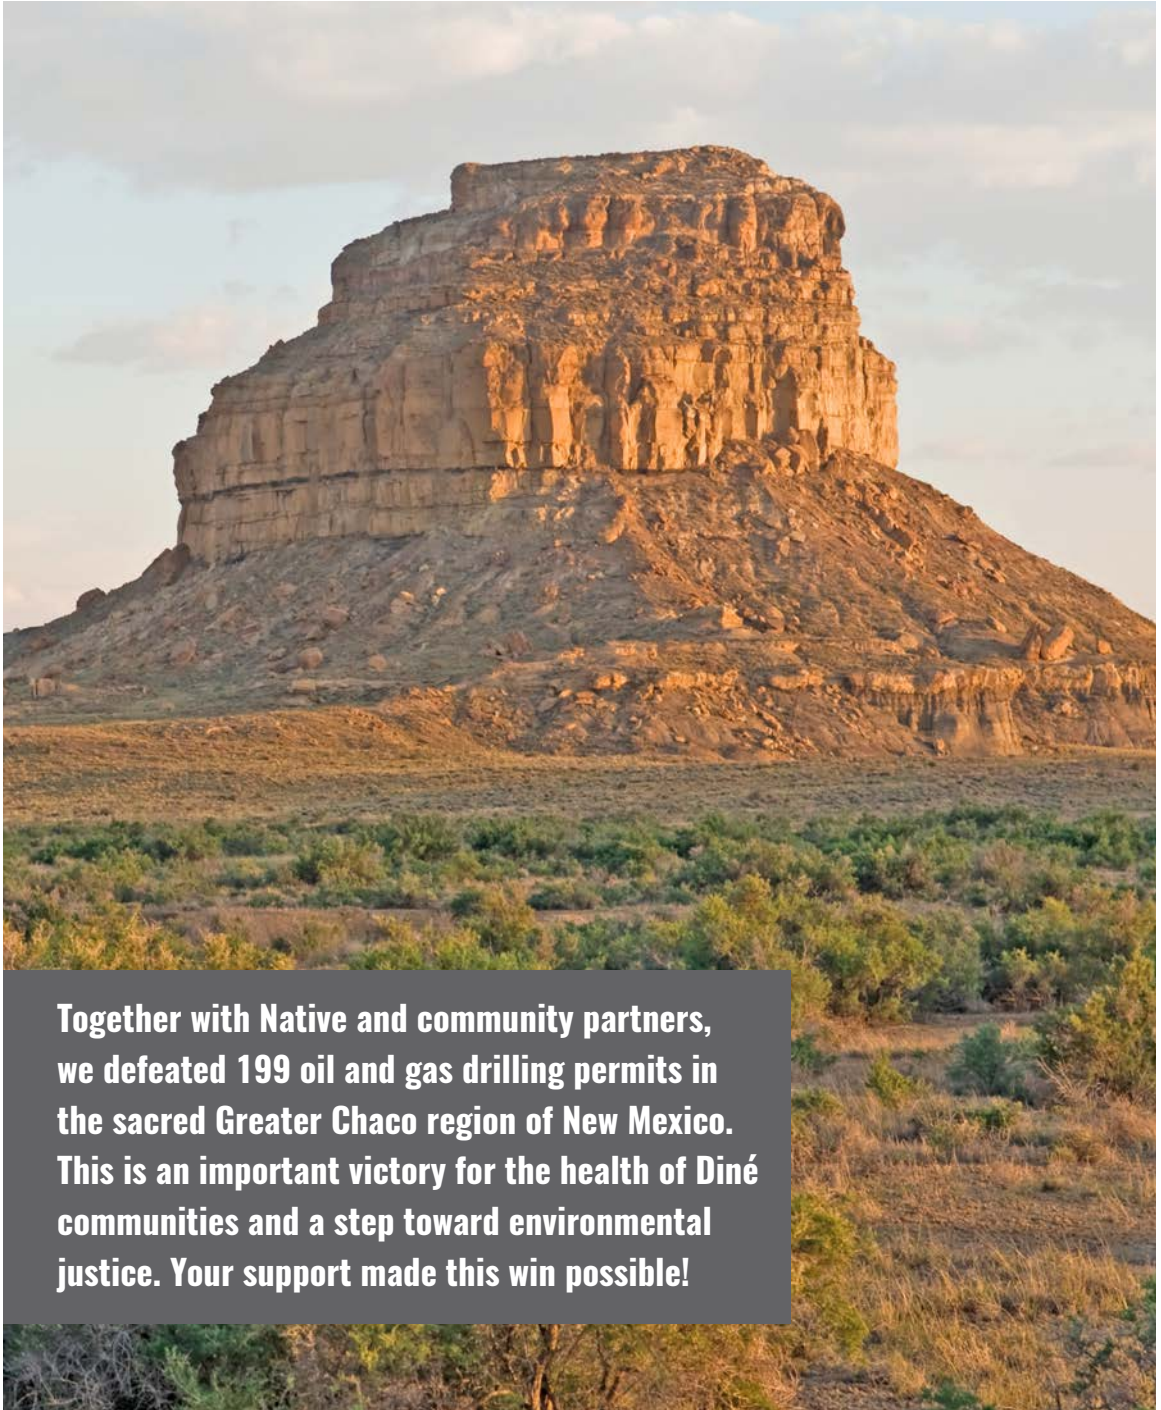 Together with Native and community partners,
we defeated 199 oil and gas drilling permits in
the sacred Greater Chaco region of New Mexico.
This is an important victory for the health of Diné
communities and a step toward environmental
justice. Your support made this win possible!